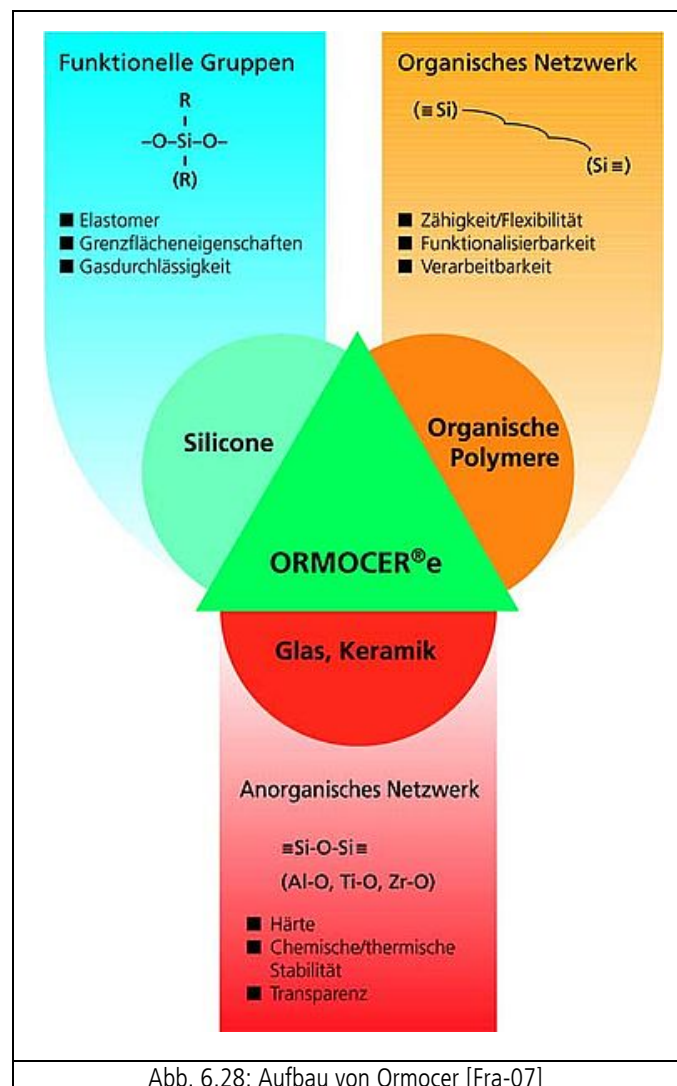 Funktionelle Gruppen
R
–O–Si–O–
(R)
■ Elastomer
■ Grenzflächeneigenschaften
■ Gasdurchlässigkeit
Organisches Netzwerk
(≡Si)
(Si≡)
■ Zähigkeit/Flexibilität
■ Funktionalisierbarkeit
■ Verarbeitbarkeit
Silicone
Organische
Polymere
ORMOCER®e
Glas, Keramik
Anorganisches Netzwerk
≡Si-O-Si≡
(Al-O, Ti-O, Zr-O)
■ Härte
■ Chemische/thermische
Stabilität
■ Transparenz
Abb. 6.28: Aufbau von Ormocer [Fra-07]